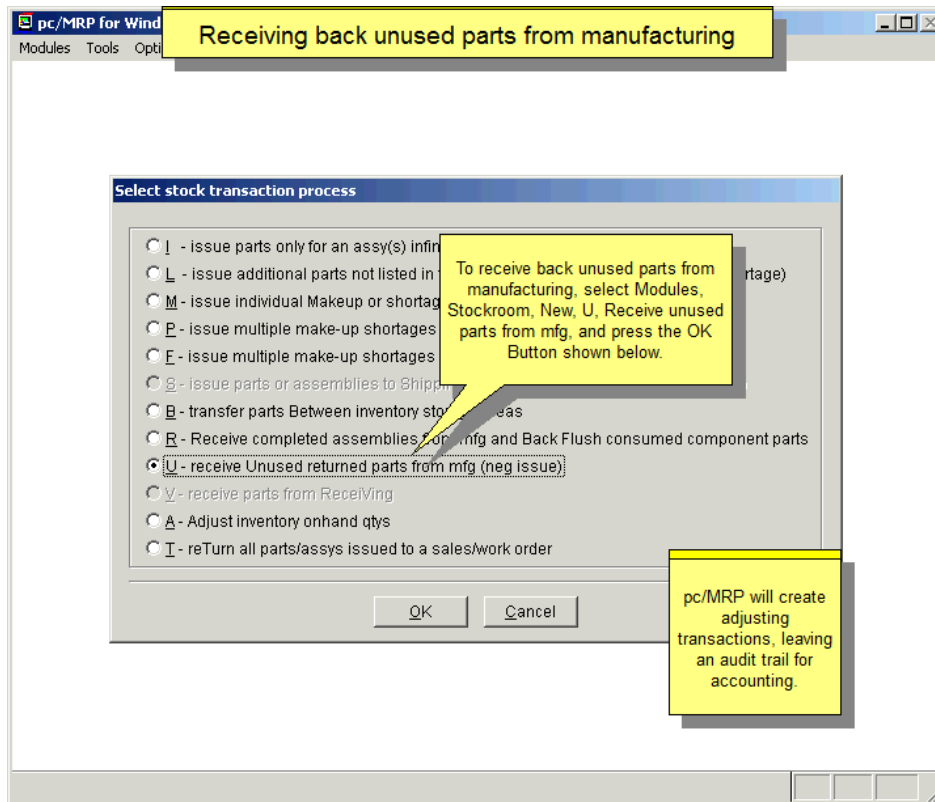 pc/MRP for Wind
Receiving back unused parts from manufacturing
Modules Tools Opti
Select stock transaction process
I - issue parts only for an assy(s) infin
L - issue additional parts not listed in rtage)
M - issue individual Makeup or shortag
P - issue multiple make-up shortages
F - issue multiple make-up shortages
S - issue parts or assemblies to Shippi
B - transfer parts Between inventory eas
R - Receive completed assemblies from mfg and Back Flush consumed component parts
U - receive Unused returned parts from mfg (neg issue)
V - receive parts from ReceiVing
A - Adjust inventory onhand qtys
T - reTurn all parts/assys issued to a sales/work order
To receive back unused parts from
manufacturing, select Modules,
Stockroom, New, U, Receive unused
parts from mfg, and press the OK
Button shown below.
OK Cancel
pc/MRP will create
adjusting
transactions, leaving
an audit trail for
accounting.